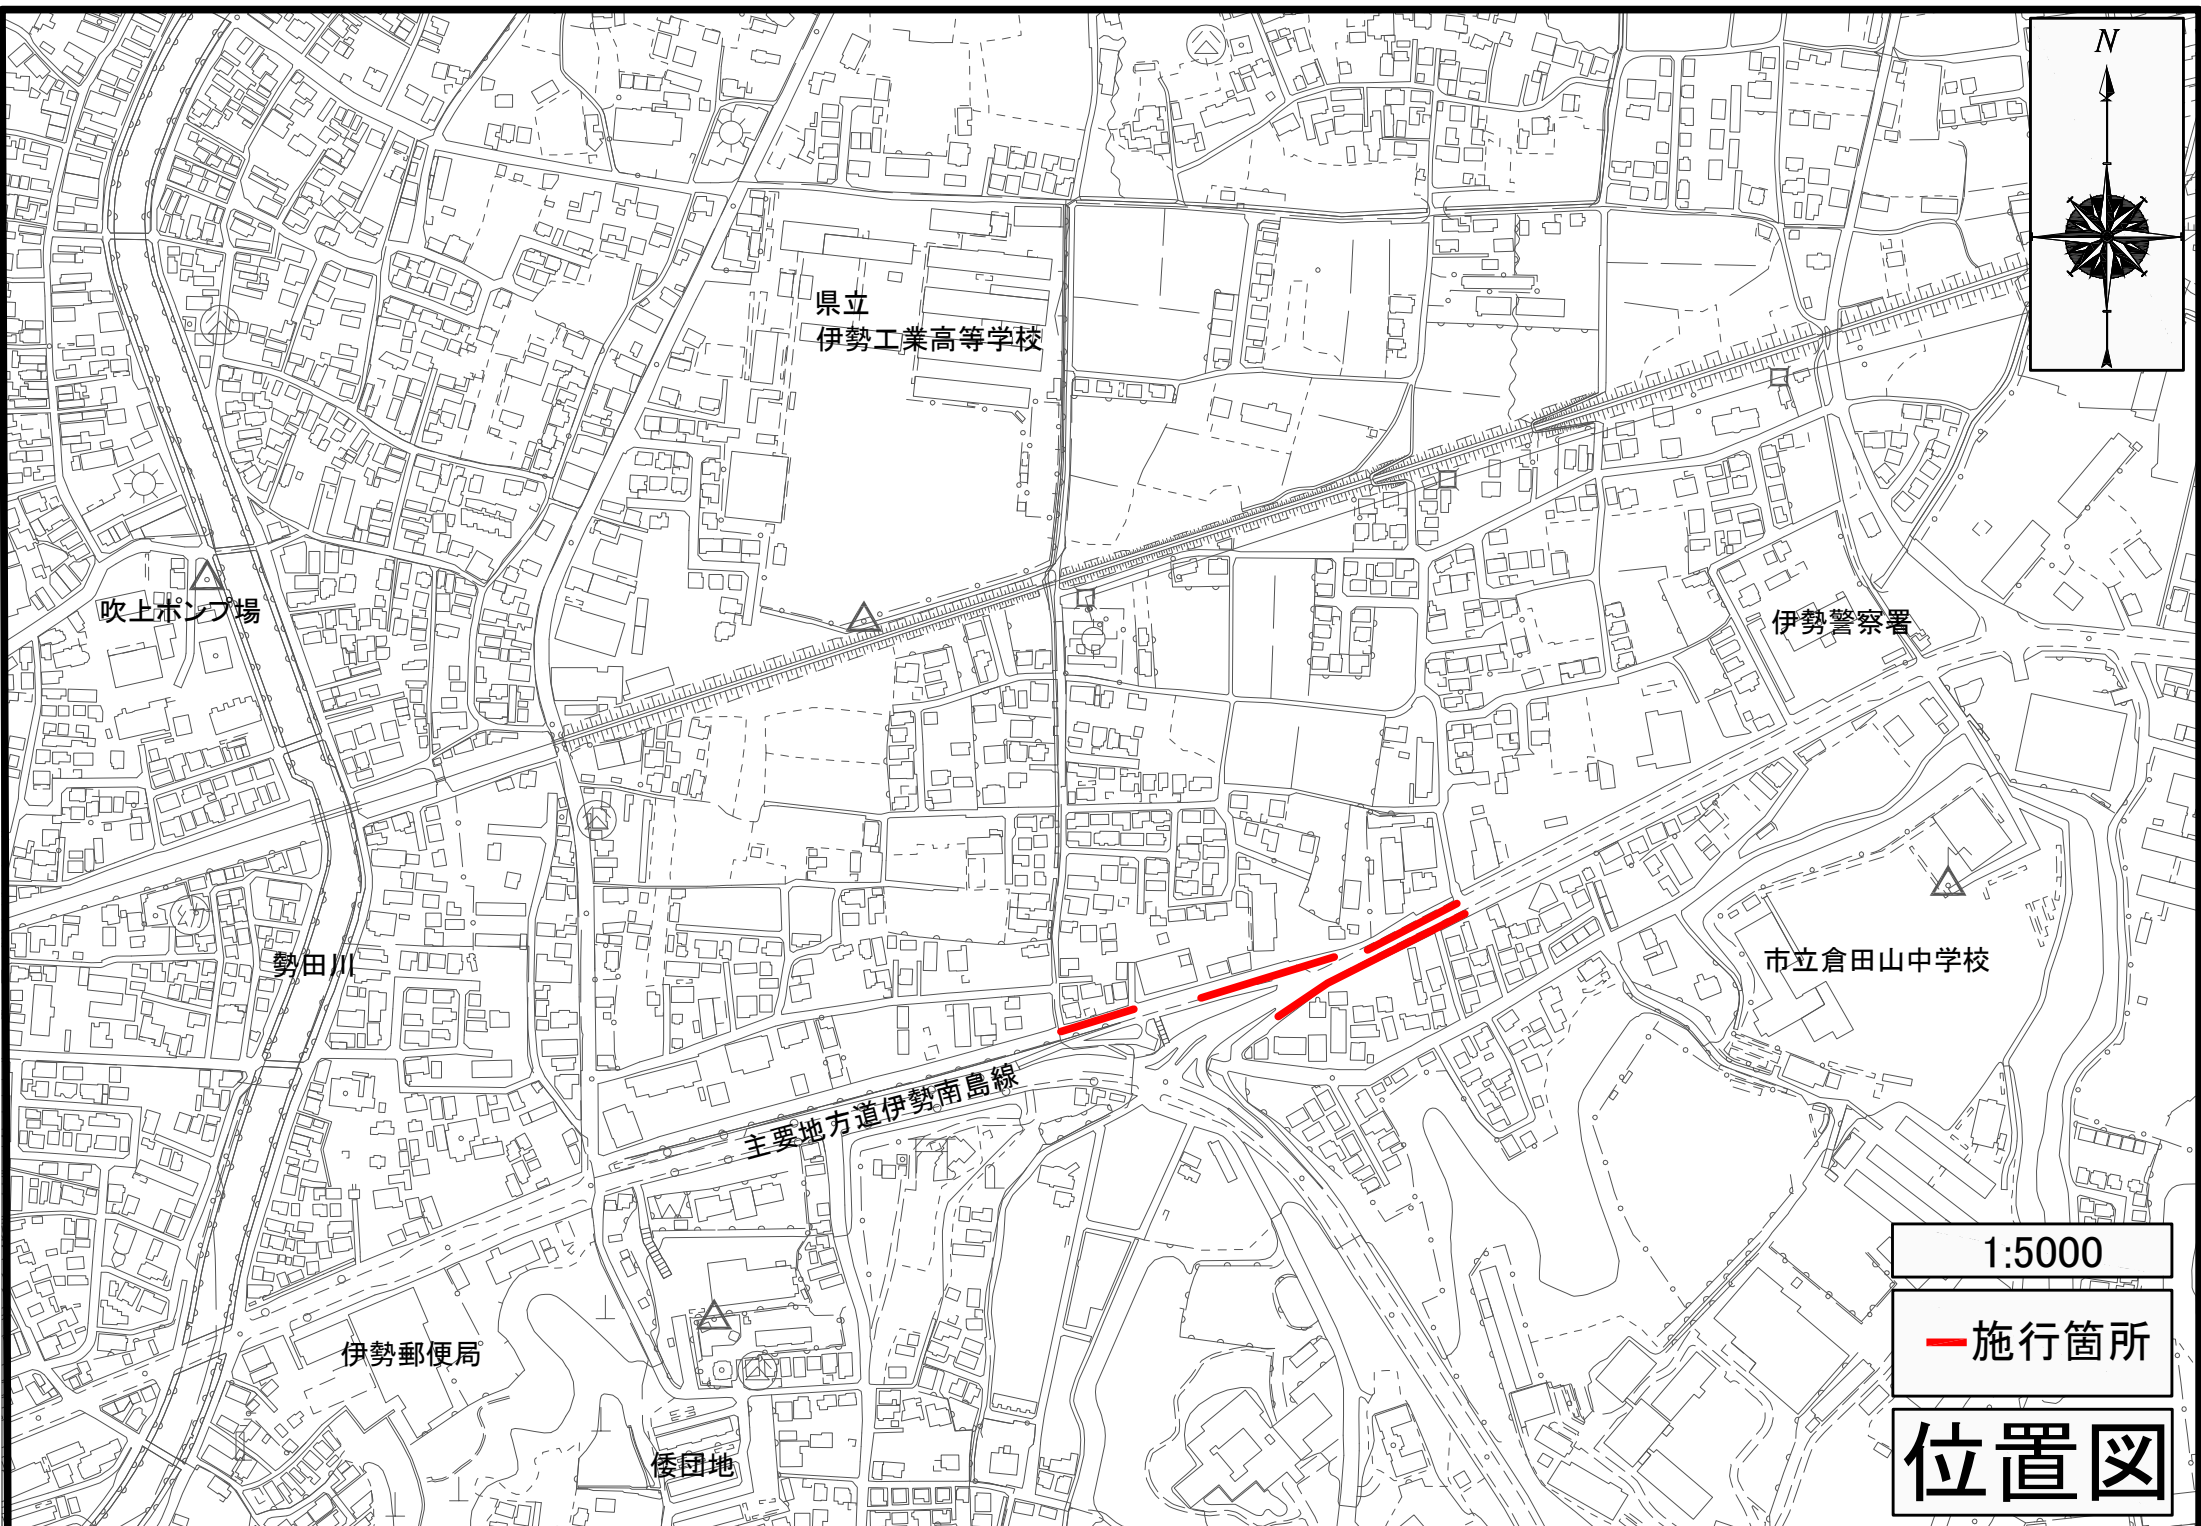 N
県立
伊勢工業高等学校
吹上ポンプ場
伊勢警察署
勢田川
市立倉田山中学校
主要地方道伊勢南島線
伊勢郵便局
倭団地
1:5000
施行箇所
位置図